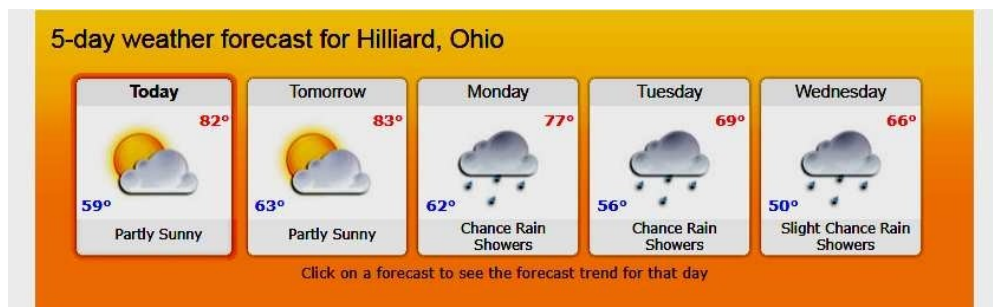 5-day weather forecast for Hilliard, Ohio
Today
82°
59°
Partly Sunny
Tomorrow
83°
63°
Partly Sunny
Monday
77°
62°
Chance Rain
Showers
Tuesday
69°
56°
Chance Rain
Showers
Wednesday
66°
50°
Slight Chance Rain
Showers
Click on a forecast to see the forecast trend for that day